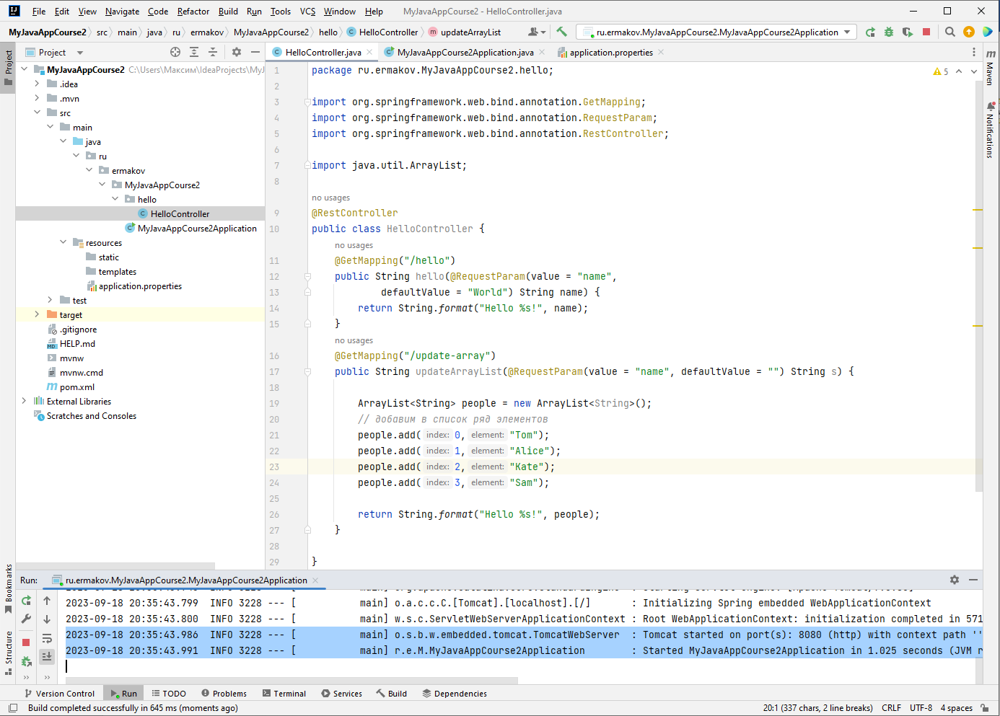 File Edit View Navigate Code Refactor Build Run Tools VCS Window Help MyJavaAppCourse2 - HelloController.java
MyJavaAppCourse2 src main java ru ermakov MyJavaAppCourse2 hello HelloController updateArrayList ru.ermakov.MyJavaAppCourse2.MyJavaAppCourse2Application
Project
HelloController.java MyJavaAppCourse2Application.java application.properties
Project
Bookmarks
Structure
Maven
Notifications
MyJavaAppCourse2 C:\Users\Максим\IdeaProjects\MyJ
.idea
.mvn
src
main
java
ru
ermakov
MyJavaAppCourse2
hello
HelloController
MyJavaAppCourse2Application
resources
static
templates
application.properties
test
target
.gitignore
HELP.md
mvnw
mvnw.cmd
pom.xml
External Libraries
Scratches and Consoles
5
1 package ru.ermakov.MyJavaAppCourse2.hello;
2
3 import org.springframework.web.bind.annotation.GetMapping;
4 import org.springframework.web.bind.annotation.RequestParam;
5 import org.springframework.web.bind.annotation.RestController;
6
7 import java.util.ArrayList;
8
no usages
9 @RestController
10 public class HelloController {
no usages
11 @GetMapping("/hello")
12 public String hello(@RequestParam(value = "name",
13 defaultValue = "World") String name) {
14 return String.format("Hello %s!", name);
15 }
no usages
16 @GetMapping("/update-array")
17 public String updateArrayList(@RequestParam(value = "name", defaultValue = "") String s) {
18
19 ArrayList<String> people = new ArrayList<String>();
20 // добавим в список ряд элементов
21 people.add( index: 0, element: "Tom");
22 people.add( index: 1, element: "Alice");
23 people.add( index: 2, element: "Kate");
24 people.add( index: 3, element: "Sam");
25
26 return String.format("Hello %s!", people);
27 }
28
29 }
Run: ru.ermakov.MyJavaAppCourse2.MyJavaAppCourse2Application
2023-09-18 20:35:43.799 INFO 3228 --- [ main] o.a.c.c.C.[Tomcat].[localhost].[/] : Initializing Spring embedded WebApplicationContext
2023-09-18 20:35:43.800 INFO 3228 --- [ main] w.s.c.ServletWebServerApplicationContext : Root WebApplicationContext: initialization completed in 571
2023-09-18 20:35:43.986 INFO 3228 --- [ main] o.s.b.w.embedded.tomcat.TomcatWebServer : Tomcat started on port(s): 8080 (http) with context path ''
2023-09-18 20:35:43.991 INFO 3228 --- [ main] r.e.M.MyJavaAppCourse2Application : Started MyJavaAppCourse2Application in 1.025 seconds (JVM r
Version Control Run TODO Problems Terminal Services Build Dependencies
Build completed successfully in 645 ms (moments ago) 20:1 (337 chars, 2 line breaks) CRLF UTF-8 4 spaces